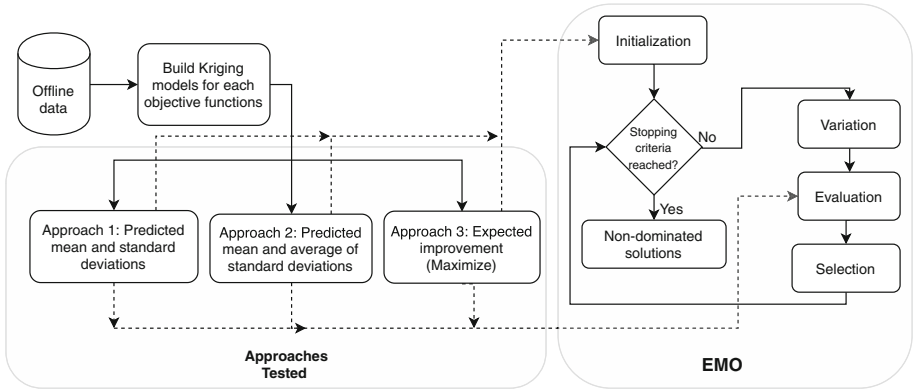 Offline
data
Build Kriging
models for each
objective functions
Approach 1: Predicted
mean and standard
deviations
Approach 2: Predicted
mean and average of
standard deviations
Approach 3: Expected
improvement
(Maximize)
Approaches
Tested
Initialization
Stopping
criteria
reached?
No
Yes
Non-dominated
solutions
Variation
Evaluation
Selection
EMO